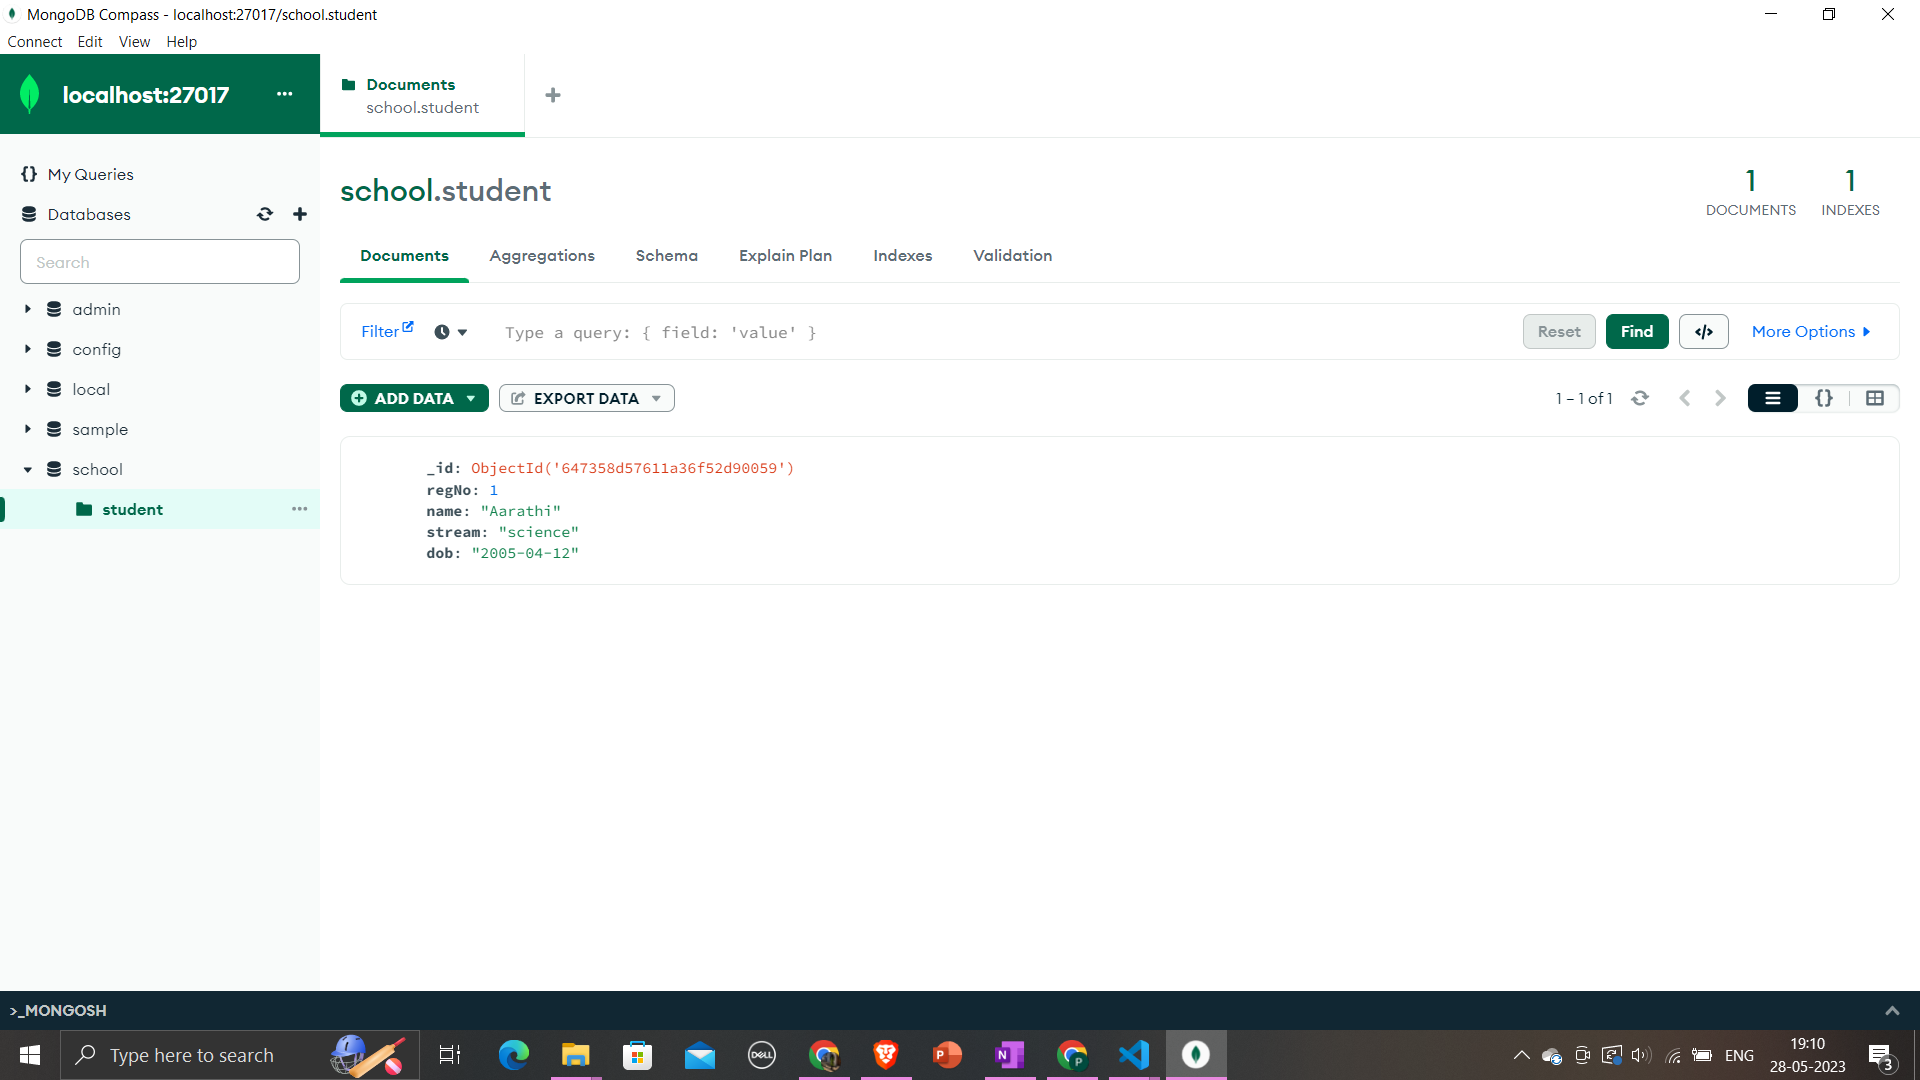 MongoDB Compass - localhost:27017/school.student
Connect Edit View Help
localhost:27017 ...
Documents
school.student
My Queries
Databases
Search
admin
config
local
sample
school
student
school.student
1
DOCUMENTS
1
INDEXES
Documents Aggregations Schema Explain Plan Indexes Validation
Filter Type a query: { field: 'value' } Reset Find </> More Options
ADD DATA EXPORT DATA 1 – 1 of 1 {}
_id: ObjectId('647358d57611a36f52d90059')
regNo: 1
name: "Aarathi"
stream: "science"
dob: "2005-04-12"
>_MONGOSH
Type here to search
DELL
ENG
19:10
28-05-2023
3